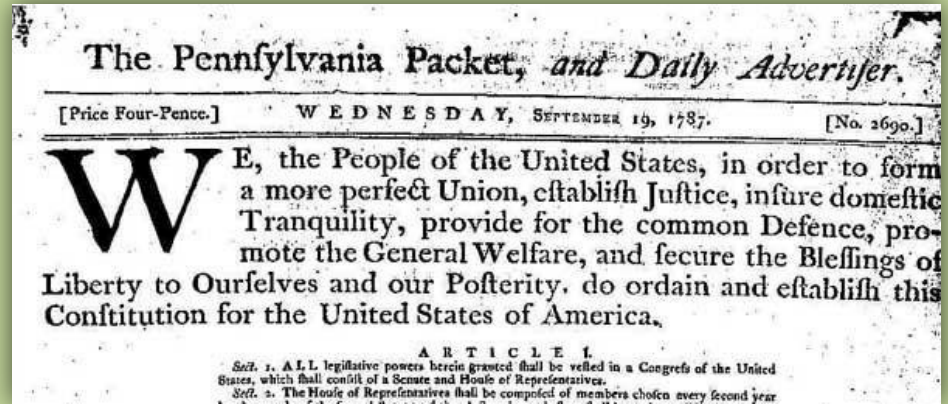 The Pennſylvania Packet, and Daily Advertiſer.
[Price Four-Pence.] WEDNESDAY, SEPTEMBER 19, 1787. [No. 2690.]
WE, the People of the United States, in order to form
a more perfect Union, eſtabliſh Juſtice, inſure domeſtic
Tranquility, provide for the common Defence, pro-
mote the General Welfare, and ſecure the Bleſſings of
Liberty to Ourſelves and our Poſterity, do ordain and eſtabliſh this
Conſtitution for the United States of America.
ARTICLE I.
Sect. 1. ALL legiſlative powers herein granted ſhall be veſted in a Congreſs of the United
States, which ſhall conſiſt of a Senate and Houſe of Repreſentatives.
Sect. 2. The Houſe of Repreſentatives ſhall be compoſed of members choſen every ſecond year